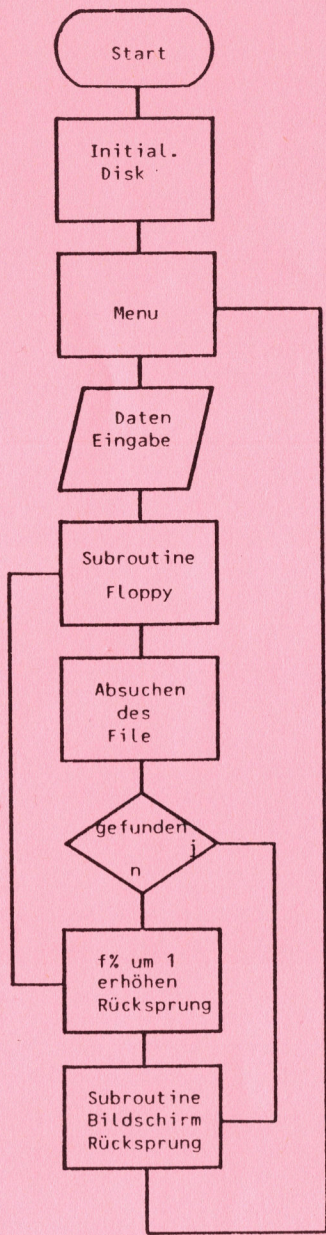 Start
Initial.
Disk
Menu
Daten
Eingabe
Subroutine
Floppy
Absuchen
des
File
gefunden
j
n
f% um 1
erhöhen
Rücksprung
Subroutine
Bildschirm
Rücksprung